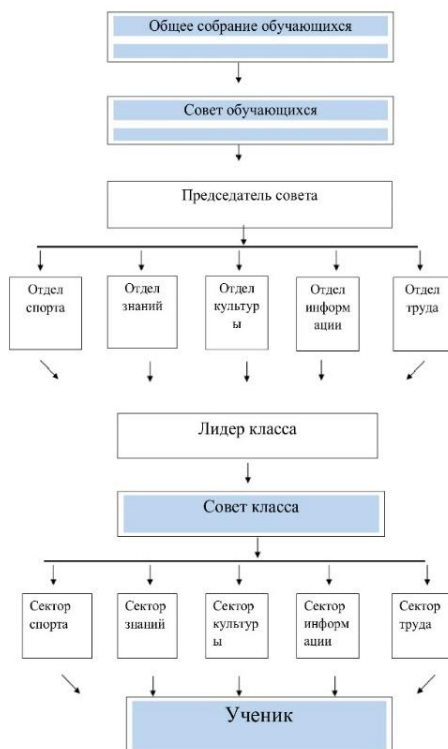 Общее собрание обучающихся
Совет обучающихся
Председатель совета
Отдел
спорта
Отдел
знаний
Отдел
культур
ы
Отдел
информ
ации
Отдел
труда
Лидер класса
Совет класса
Сектор
спорта
Сектор
знаний
Сектор
культур
ы
Сектор
информ
ации
Сектор
труда
Ученик